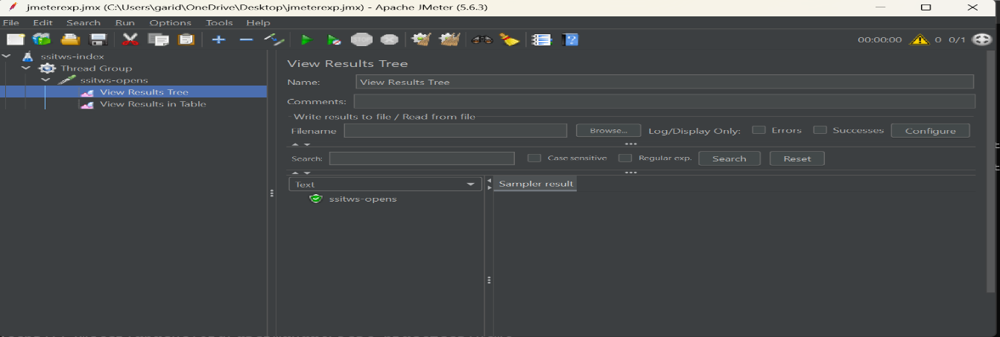 jmeterexp.jmx (C:\Users\garid\OneDrive\Desktop\jmeterexp.jmx) - Apache JMeter (5.6.3)
File Edit Search Run Options Tools Help
STOP 00:00:00 0 0/1
ssitws-index
Thread Group
ssitws-opens
View Results Tree
View Results in Table
View Results Tree
Name: View Results Tree
Comments:
Write results to file / Read from file
Filename Browse... Log/Display Only: Errors Successes Configure
Search: Case sensitive Regular exp. Search Reset
Text Sampler result
ssitws-opens